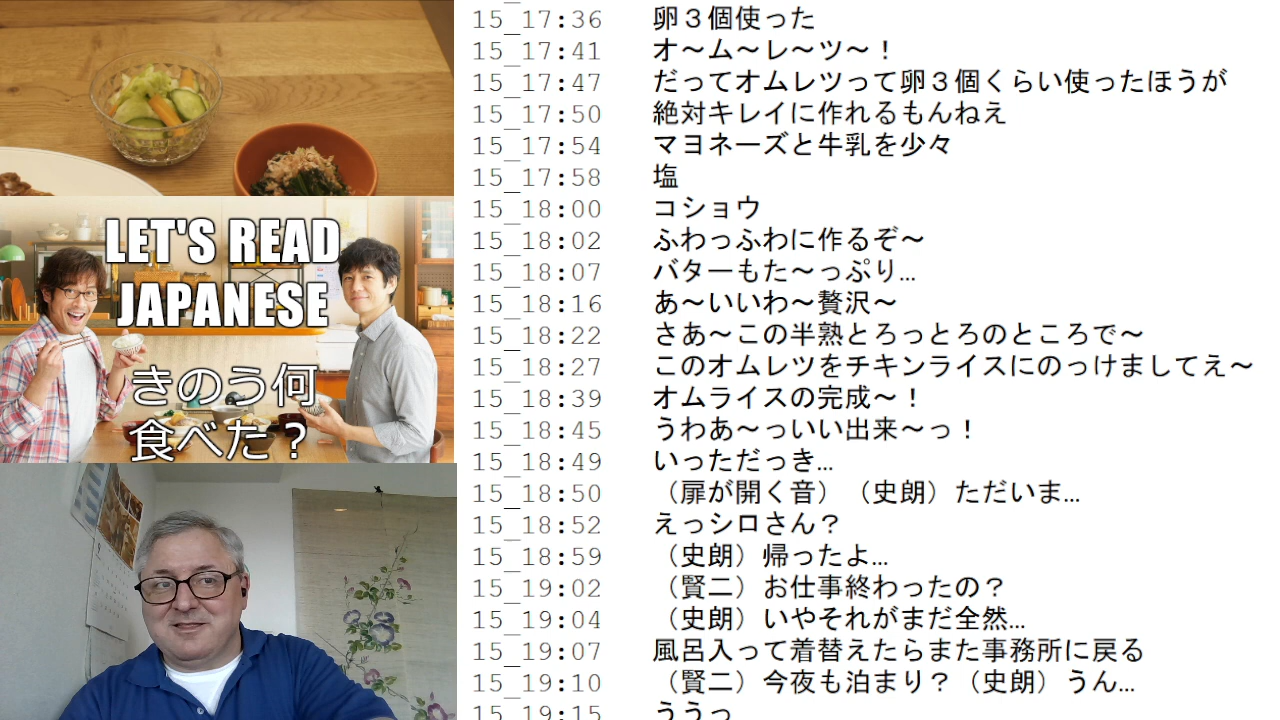 LET'S READ
JAPANESE
きのう何
食べた？
15_17:36 卵３個使った
15_17:41 オ～ム～レ～ツ～！
15_17:47 だってオムレツって卵３個くらい使ったほうが
15_17:50 絶対キレイに作れるもんねえ
15_17:54 マヨネーズと牛乳を少々
15_17:58 塩
15_18:00 コショウ
15_18:02 ふわっふわに作るぞ～
15_18:07 バターもた～っぷり…
15_18:16 あ～いいわ～贅沢～
15_18:22 さあ～この半熟とろっとろのところで～
15_18:27 このオムレツをチキンライスにのっけましてえ～
15_18:39 オムライスの完成～！
15_18:45 うわあ～っいい出来～っ！
15_18:49 いっただっき…
15_18:50 （扉が開く音）（史朗）ただいま…
15_18:52 えっシロさん？
15_18:59 （史朗）帰ったよ…
15_19:02 （賢二）お仕事終わったの？
15_19:04 （史朗）いやそれがまだ全然…
15_19:07 風呂入って着替えたらまた事務所に戻る
15_19:10 （賢二）今夜も泊まり？（史朗）うん…
15_19:15 ううっ